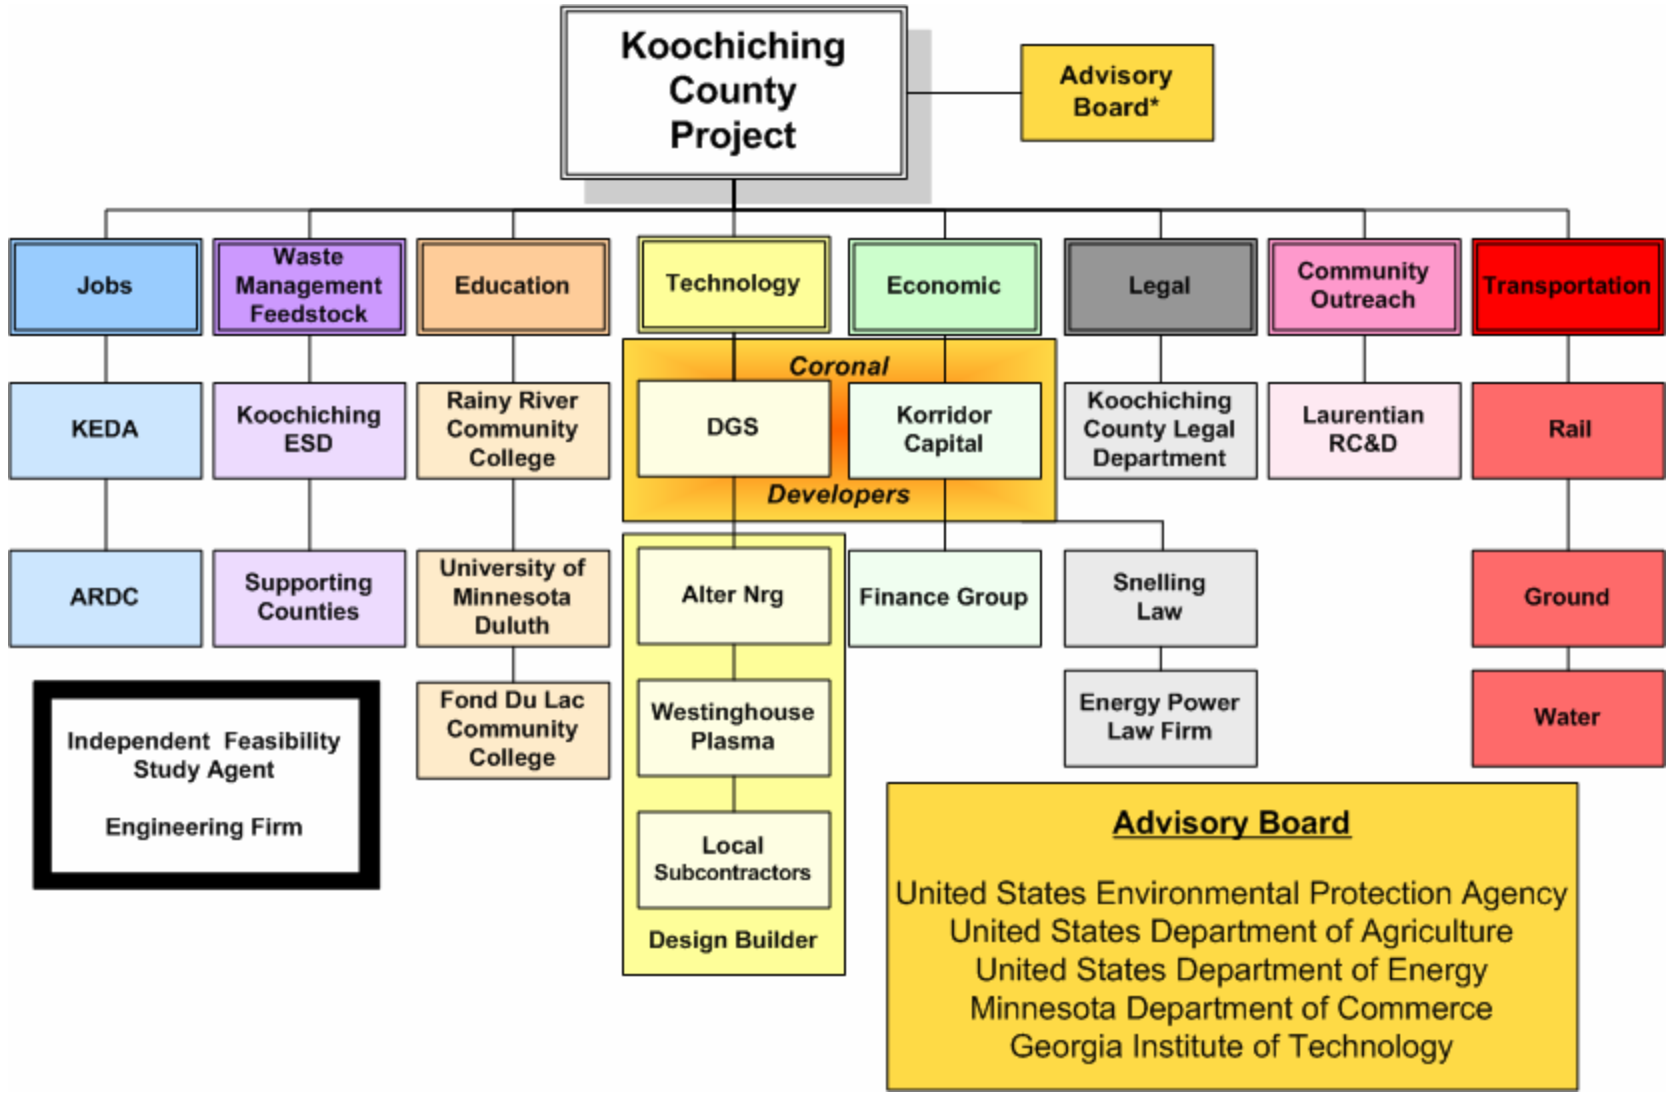 Koochiching
County
Project
Advisory
Board*
Jobs
Waste
Management
Feedstock
Education
Technology
Economic
Legal
Community
Outreach
Transportation
Coronal
KEDA
Koochiching
ESD
Rainy River
Community
College
DGS
Korridor
Capital
Koochiching
County Legal
Department
Laurentian
RC&D
Rail
Developers
ARDC
Supporting
Counties
University of
Minnesota
Duluth
Alter Nrg
Finance Group
Snelling
Law
Ground
Independent Feasibility
Study Agent
Engineering Firm
Fond Du Lac
Community
College
Westinghouse
Plasma
Energy Power
Law Firm
Water
Local
Subcontractors
Design Builder
Advisory Board
United States Environmental Protection Agency
United States Department of Agriculture
United States Department of Energy
Minnesota Department of Commerce
Georgia Institute of Technology